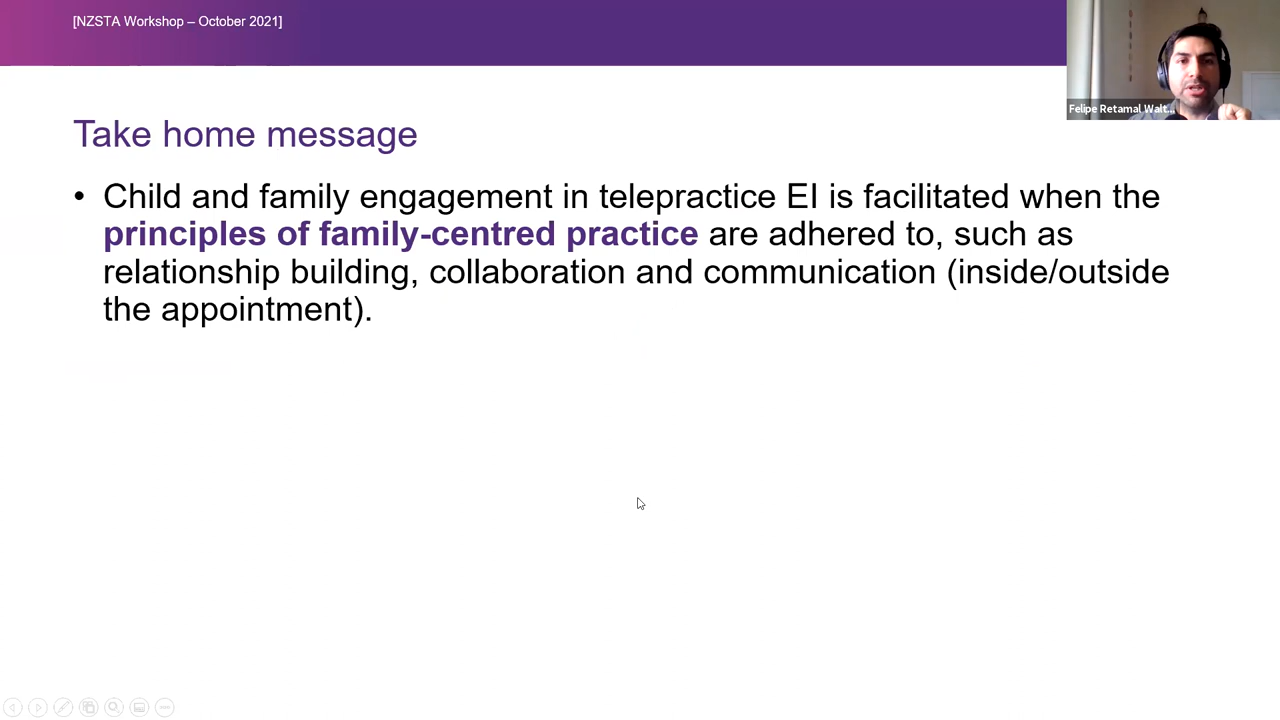 [NZSTA Workshop – October 2021]
Felipe Retamal Walt...
Take home message
• Child and family engagement in telepractice EI is facilitated when the
principles of family-centred practice are adhered to, such as
relationship building, collaboration and communication (inside/outside
the appointment).